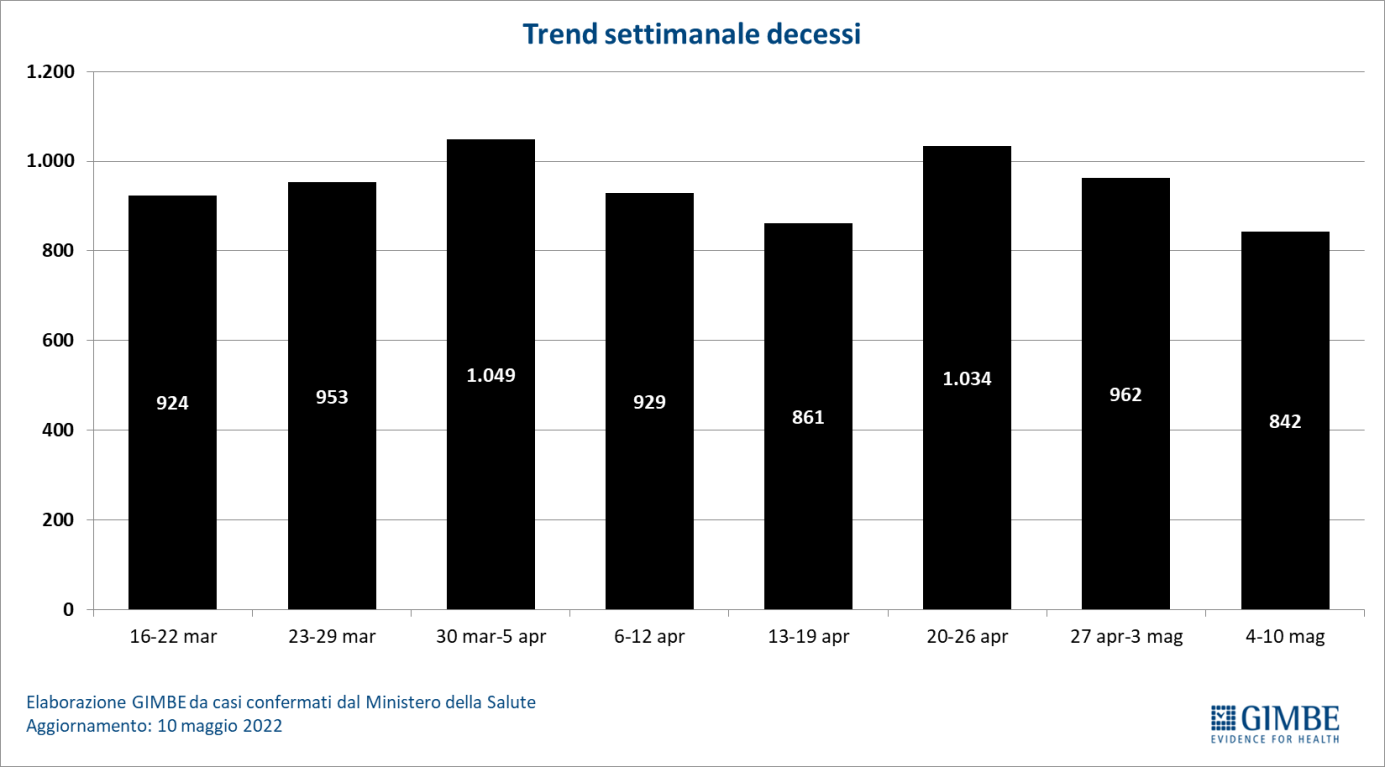 Trend settimanale decessi
1.200
1.000
800
600
400
200
0
924
953
1.049
929
861
1.034
962
842
16-22 mar
23-29 mar
30 mar-5 apr
6-12 apr
13-19 apr
20-26 apr
27 apr-3 mag
4-10 mag
Elaborazione GIMBE da casi confermati dal Ministero della Salute
Aggiornamento: 10 maggio 2022
GIMBE
EVIDENCE FOR HEALTH